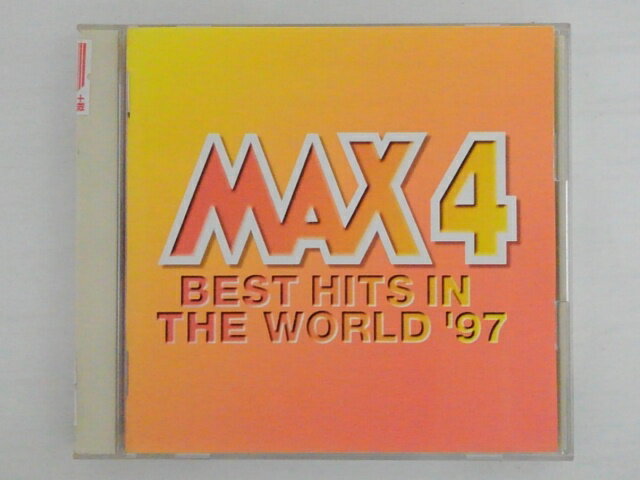 MAX 4
BEST HITS IN
THE WORLD '97